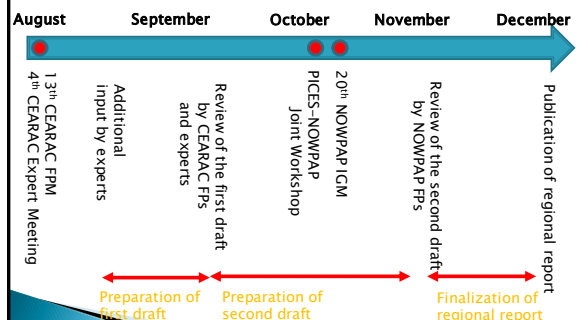 August September October November December
13th CEARAC FPM
4th CEARAC Expert Meeting
Additional
input by experts
Review of the first draft
by CEARAC FPs
and experts
PICES-NOWPAP
Joint Workshop
20th NOWPAP IGM
Review of the second draft
by NOWPAP FPs
Publication of regional report
Preparation of
first draft
Preparation of
second draft
Finalization of
regional report